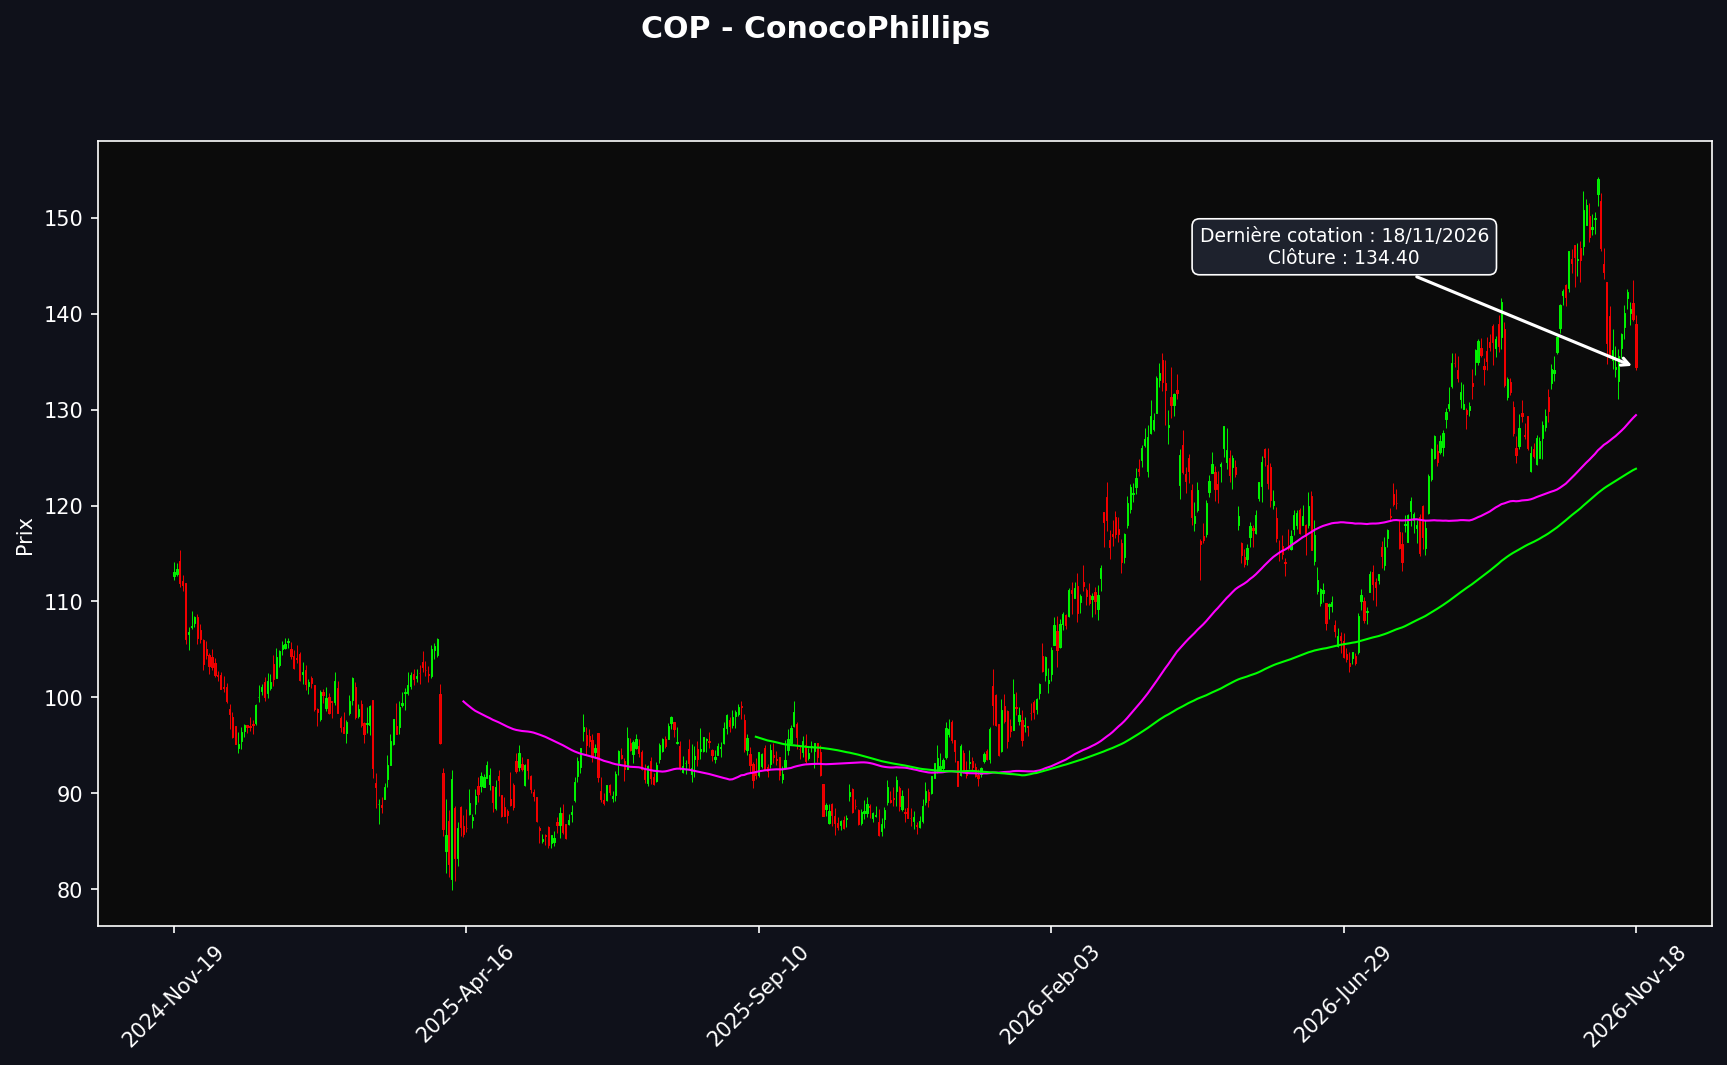 COP - ConocoPhillips
Dernière cotation : 18/11/2026
Clôture : 134.40
Prix
150
140
130
120
110
100
90
80
2024-Nov-19
2025-Apr-16
2025-Sep-10
2026-Feb-03
2026-Jun-29
2026-Nov-18